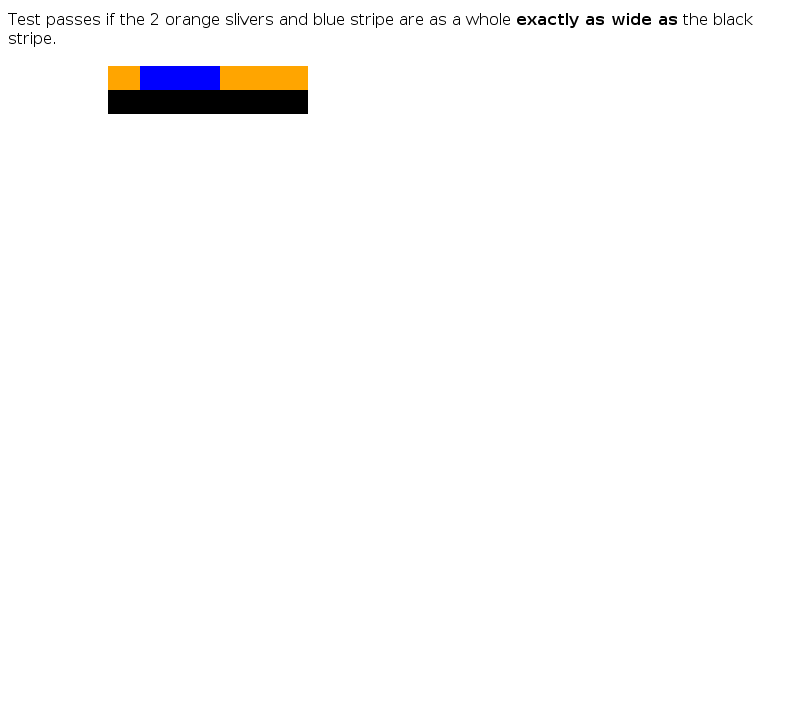 Test passes if the 2 orange slivers and blue stripe are as a whole exactly as wide as the black
stripe.